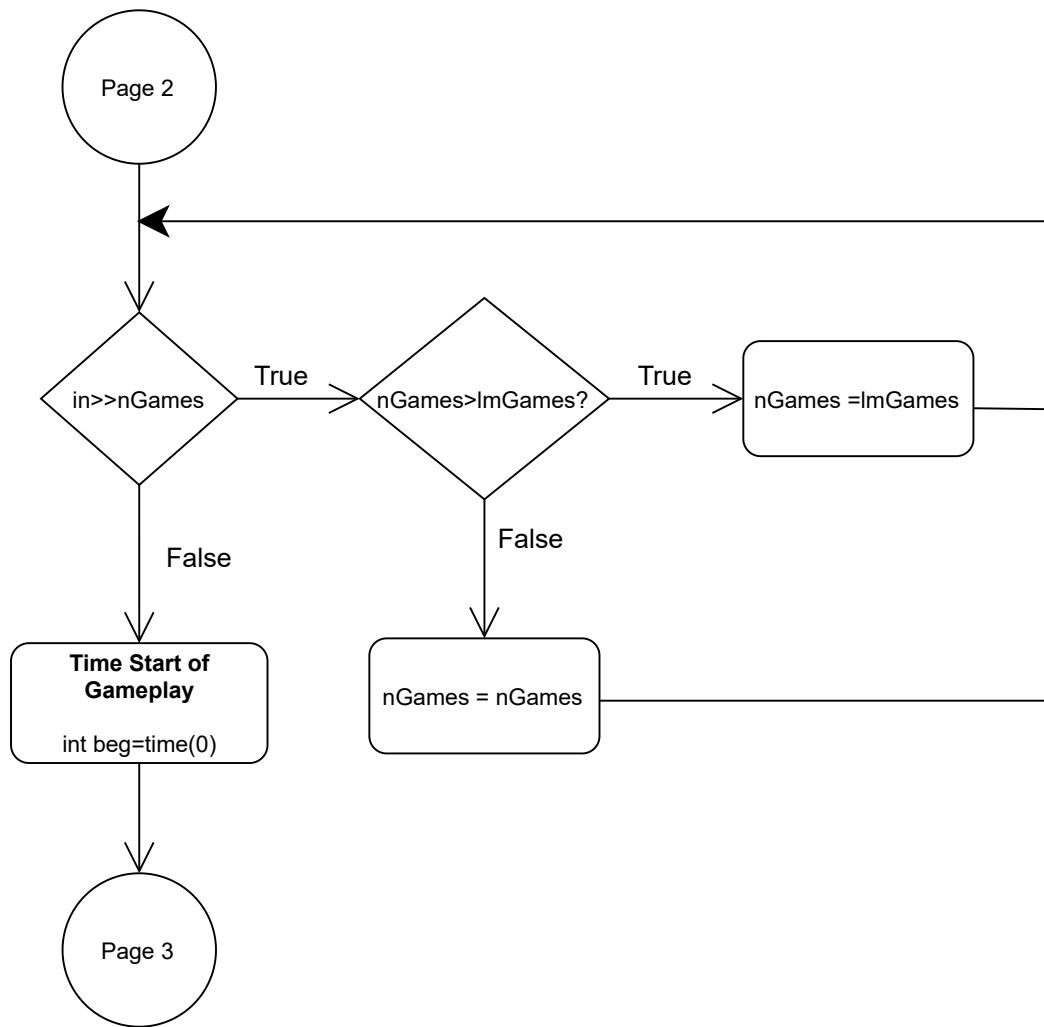 Page 2
True
True
in>>nGames
nGames>lmGames?
nGames =lmGames
False
False
Time Start of
Gameplay
int beg=time(0)
nGames = nGames
Page 3